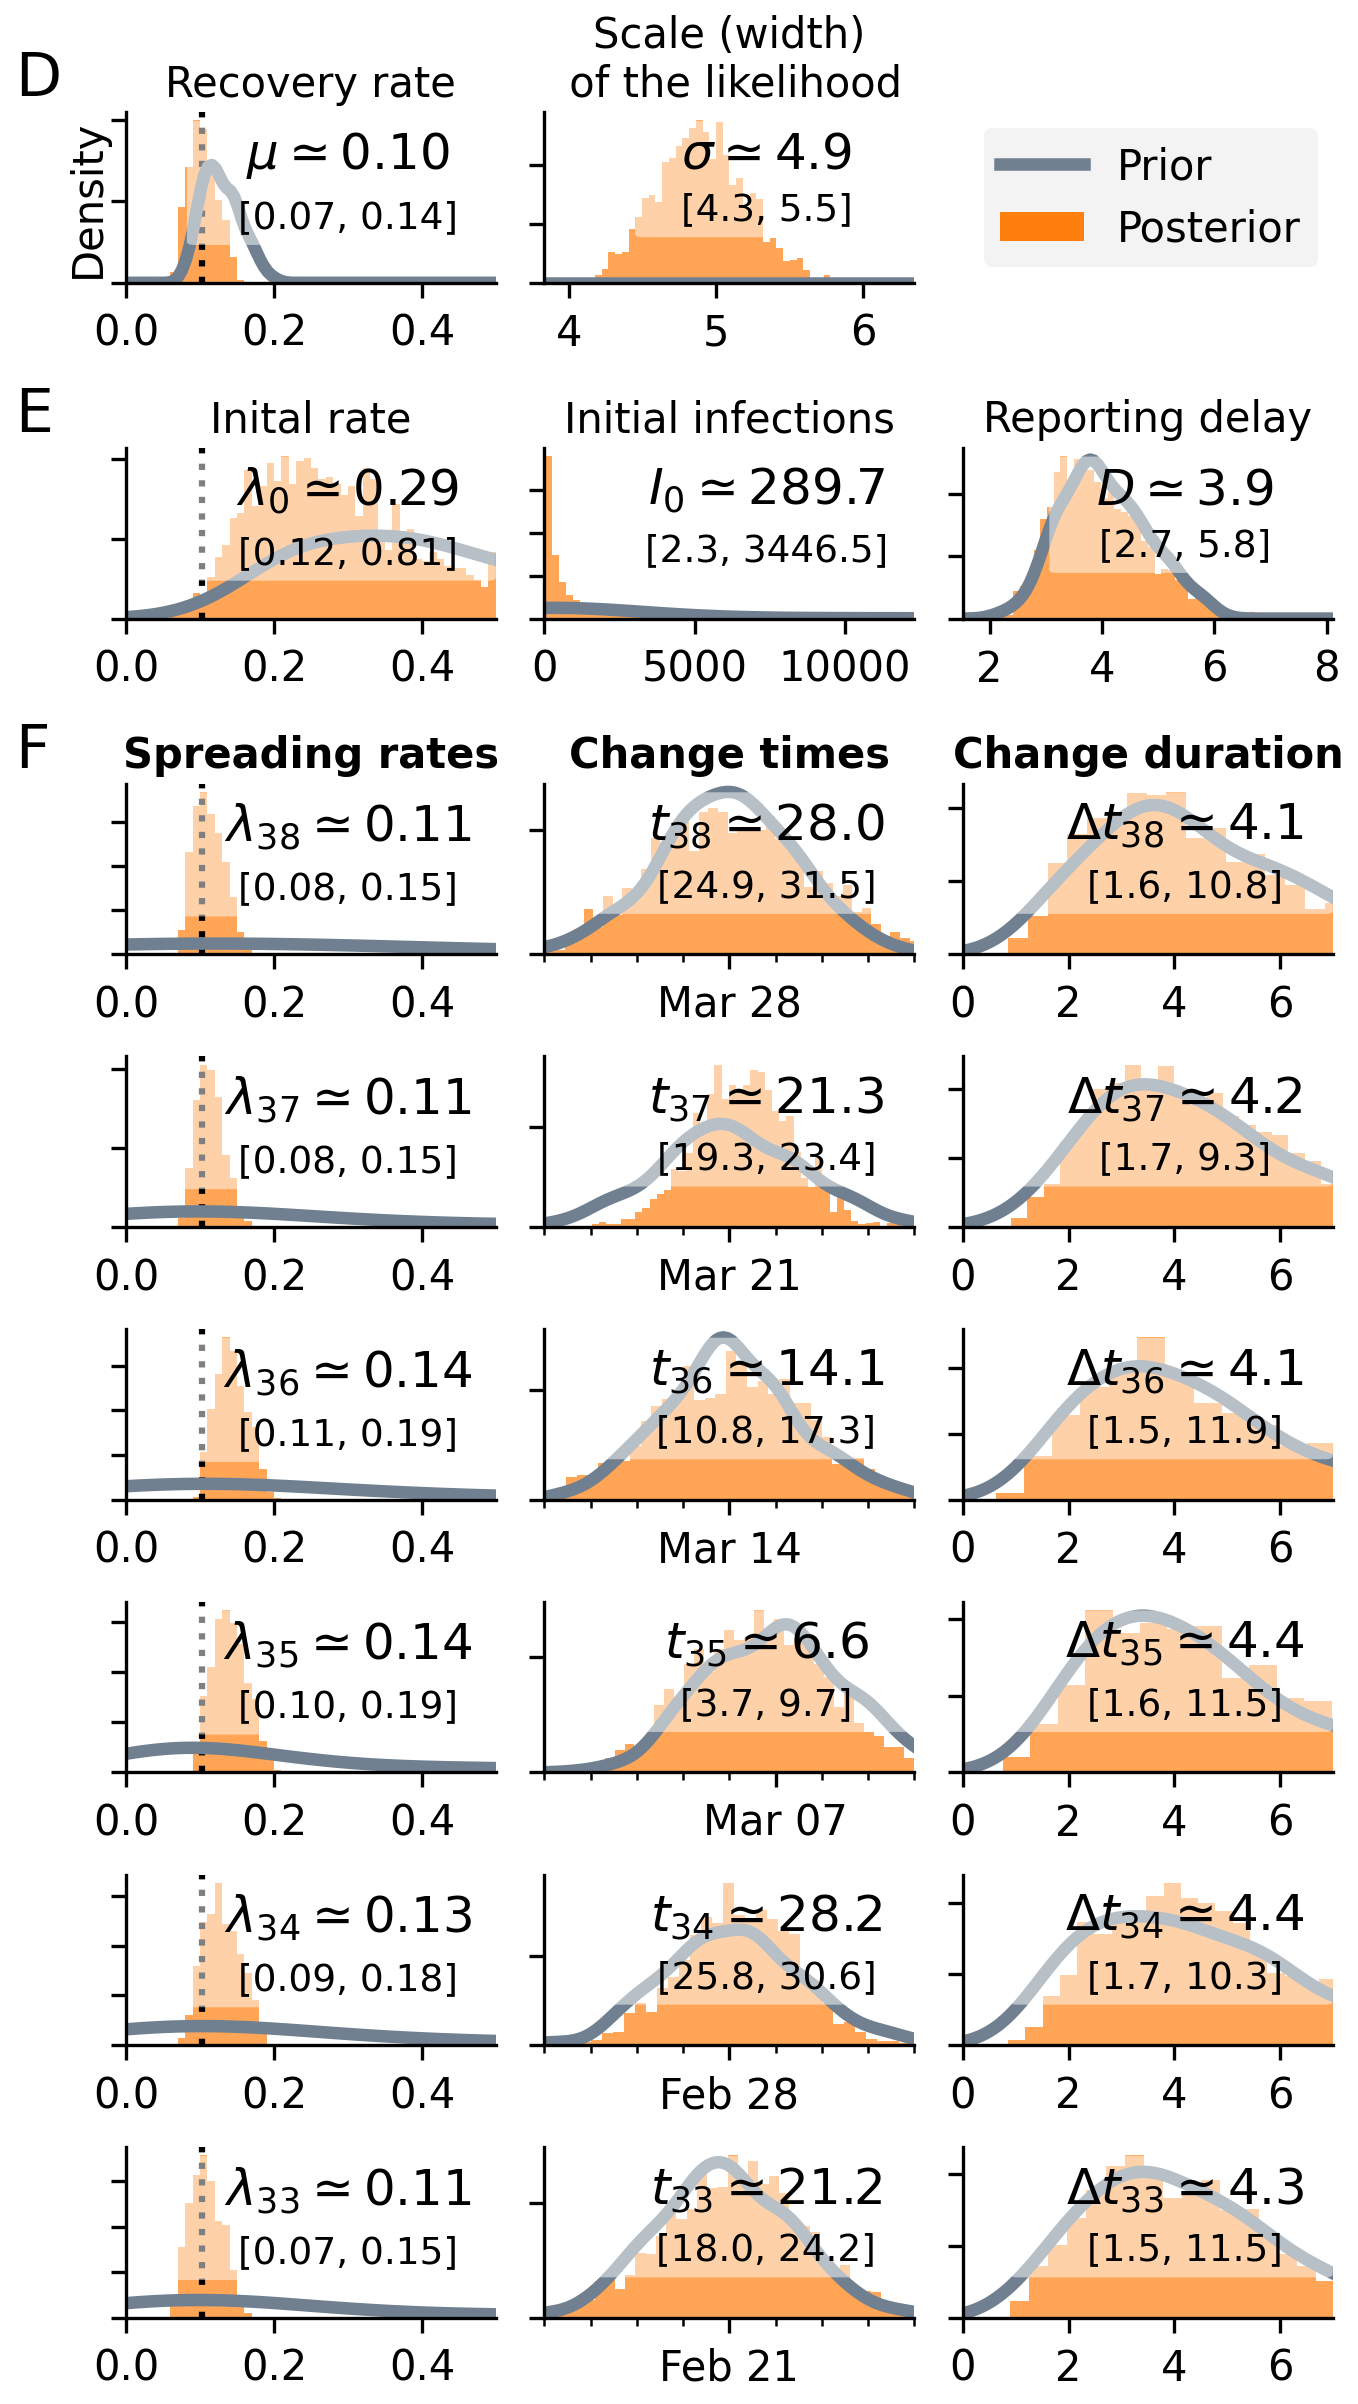 D
Recovery rate
Scale (width)
of the likelihood
Density
μ ≃ 0.10
[0.07, 0.14]
σ ≃ 4.9
[4.3, 5.5]
Prior
Posterior
0.0 0.2 0.4
4 5 6
E
Inital rate
Initial infections
Reporting delay
λ0 ≃ 0.29
[0.12, 0.81]
I0 ≃ 289.7
[2.3, 3446.5]
D ≃ 3.9
[2.7, 5.8]
0.0 0.2 0.4
0 5000 10000
2 4 6 8
F
Spreading rates
Change times
Change duration
λ38 ≃ 0.11
[0.08, 0.15]
t38 ≃ 28.0
[24.9, 31.5]
Δt38 ≃ 4.1
[1.6, 10.8]
0.0 0.2 0.4
Mar 28
0 2 4 6
λ37 ≃ 0.11
[0.08, 0.15]
t37 ≃ 21.3
[19.3, 23.4]
Δt37 ≃ 4.2
[1.7, 9.3]
0.0 0.2 0.4
Mar 21
0 2 4 6
λ36 ≃ 0.14
[0.11, 0.19]
t36 ≃ 14.1
[10.8, 17.3]
Δt36 ≃ 4.1
[1.5, 11.9]
0.0 0.2 0.4
Mar 14
0 2 4 6
λ35 ≃ 0.14
[0.10, 0.19]
t35 ≃ 6.6
[3.7, 9.7]
Δt35 ≃ 4.4
[1.6, 11.5]
0.0 0.2 0.4
Mar 07
0 2 4 6
λ34 ≃ 0.13
[0.09, 0.18]
t34 ≃ 28.2
[25.8, 30.6]
Δt34 ≃ 4.4
[1.7, 10.3]
0.0 0.2 0.4
Feb 28
0 2 4 6
λ33 ≃ 0.11
[0.07, 0.15]
t33 ≃ 21.2
[18.0, 24.2]
Δt33 ≃ 4.3
[1.5, 11.5]
0.0 0.2 0.4
Feb 21
0 2 4 6